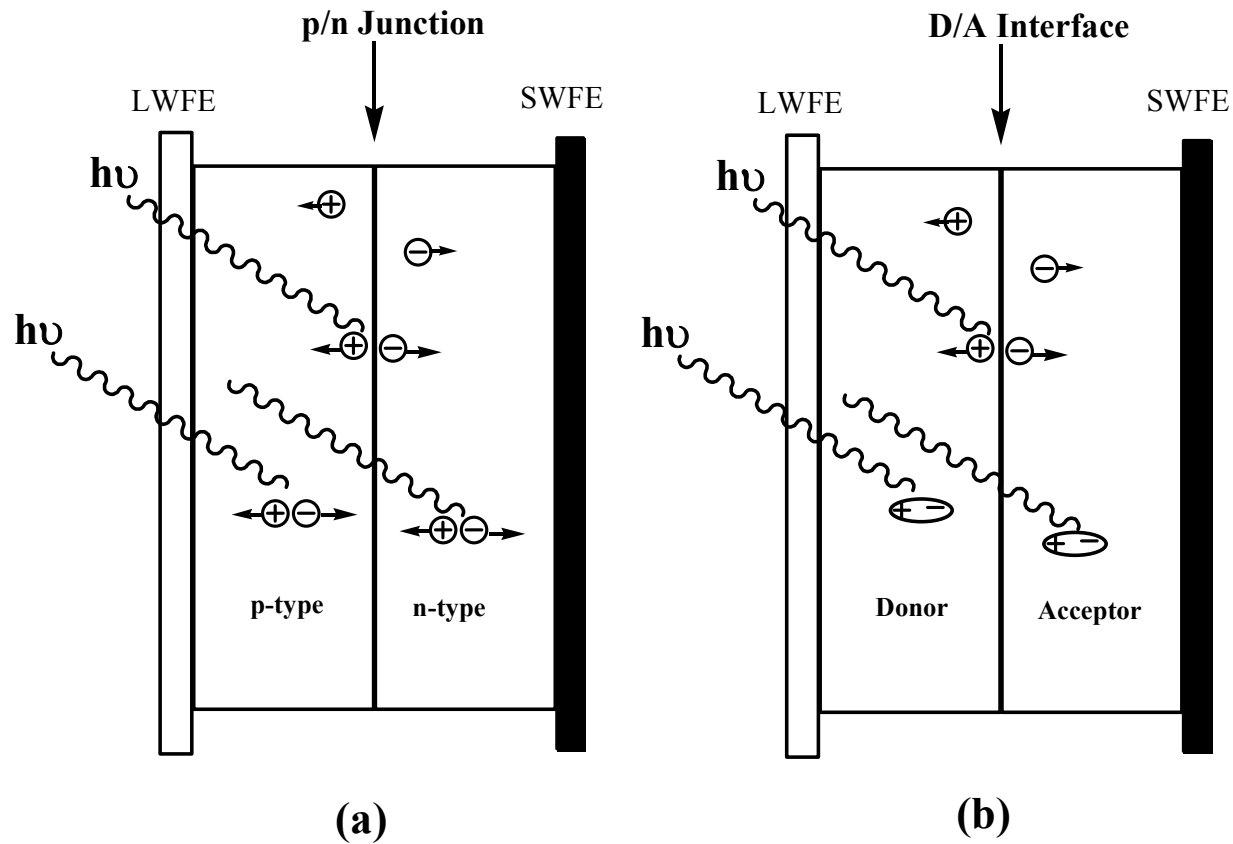 p/n Junction
LWFE
SWFE
hυ
hυ
+
−
+ −
+ − + −
p-type n-type
(a)
D/A Interface
LWFE
SWFE
hυ
hυ
+
−
+ −
+ −
+ −
Donor Acceptor
(b)